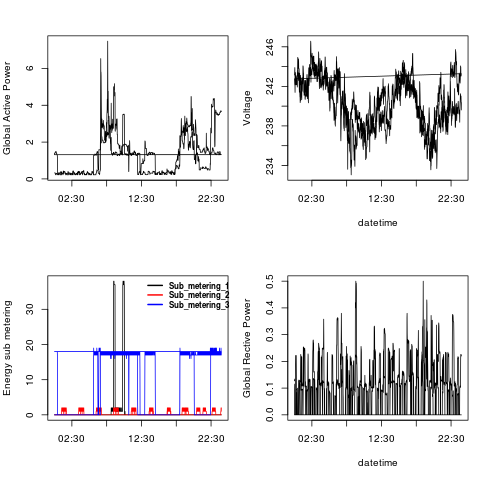 Global Active Power
0 2 4 6
02:30 12:30 22:30
Voltage
234 238 242 246
02:30 12:30 22:30
datetime
Energy sub metering
0 10 20 30
Sub_metering_1
Sub_metering_2
Sub_metering_3
02:30 12:30 22:30
Global Rective Power
0.0 0.1 0.2 0.3 0.4 0.5
02:30 12:30 22:30
datetime